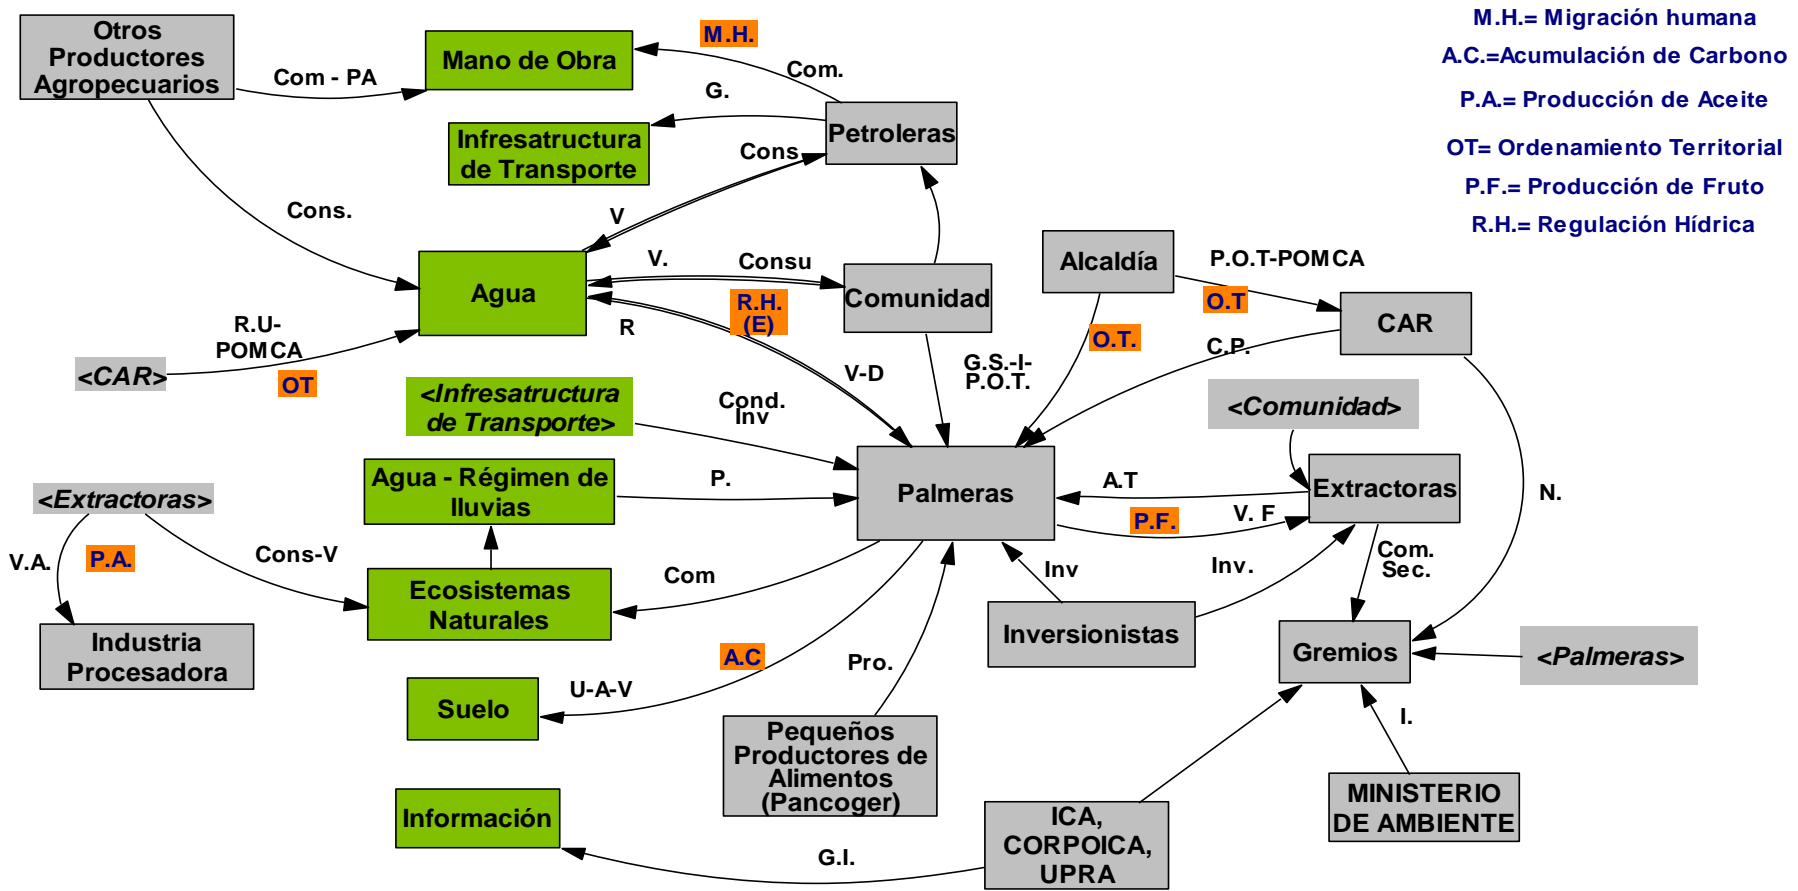 Otros
Productores
Agropecuarios
Com - PA
Mano de Obra
M.H.
Com.
G.
Infresatructura
de Transporte
Petroleras
Cons
Cons.
V
Agua
V.
Consu
Comunidad
R.H.
(E)
R
V-D
R.U-
POMCA
<CAR>
OT
Alcaldía
P.O.T-POMCA
O.T
CAR
O.T.
C.P.
G.S.-I-
P.O.T.
<Infresatructura
de Transporte>
Cond.
Inv
<Comunidad>
Agua - Régimen de
lluvias
P.
Palmeras
A.T
P.F.
V. F
Extractoras
N.
<Extractoras>
V.A.
P.A.
Cons-V
Ecosistemas
Naturales
Com
Inv
Inv.
Com.
Sec.
Industria
Procesadora
Inversionistas
Gremios
<Palmeras>
A.C
Pro.
Suelo
U-A-V
I.
Pequeños
Productores de
Alimentos
(Pancoger)
Información
G.I.
ICA,
CORPOICA,
UPRA
MINISTERIO
DE AMBIENTE
M.H.= Migración humana
A.C.=Acumulación de Carbono
P.A.= Producción de Aceite
OT= Ordenamiento Territorial
P.F.= Producción de Fruto
R.H.= Regulación Hídrica